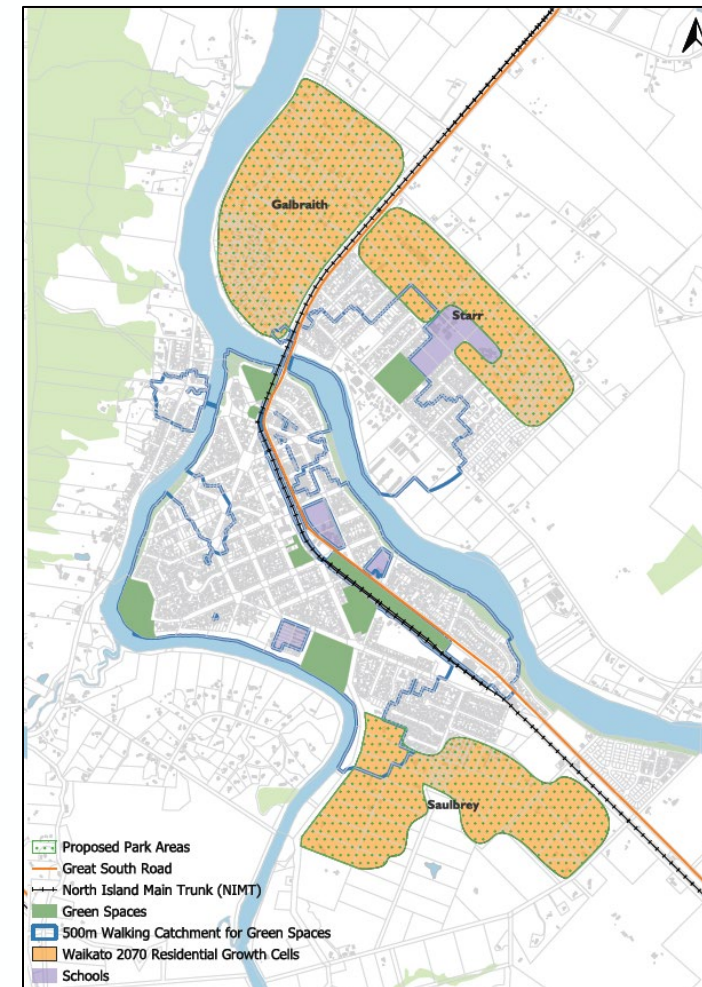 Galbraith
Starr
Saulbrey
Proposed Park Areas
Great South Road
North Island Main Trunk (NIMT)
Green Spaces
500m Walking Catchment for Green Spaces
Waikato 2070 Residential Growth Cells
Schools